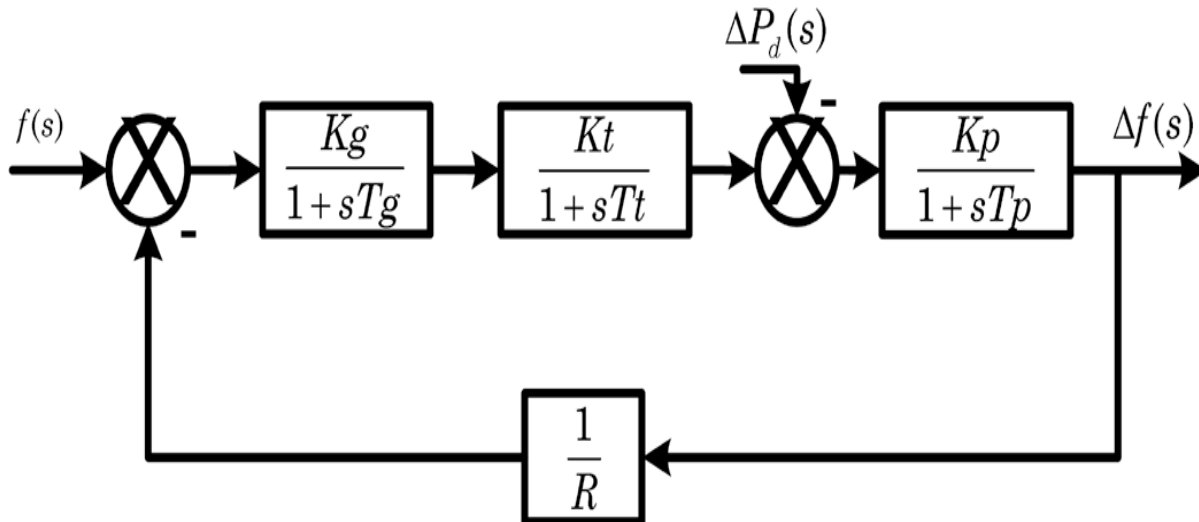 ΔP_d(s)
-
f(s)
Kg
1+sTg
Kt
1+sTt
Kp
1+sTp
Δf(s)
-
1
R